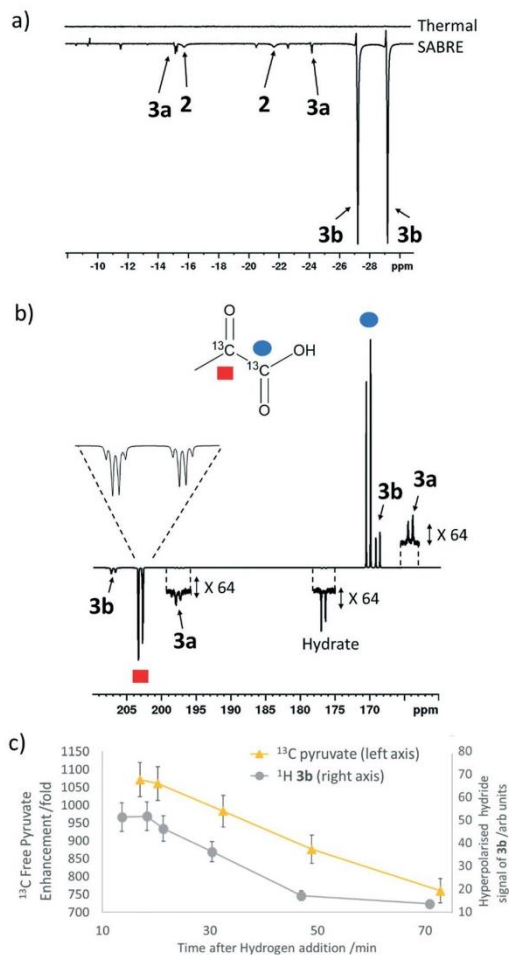 a)
Thermal
SABRE
3a 2 2 3a
3b 3b
-10 -12 -14 -16 -18 -20 -22 -24 -26 -28 ppm
b)
O
13C OH
13C
O
3b 3a
X 64
3b 3a X 64 X 64
Hydrate
205 200 195 190 185 180 175 170 165 ppm
c)
13C pyruvate (left axis)
1H 3b (right axis)
13C Free Pyruvate
Enhancement /fold
1150
1100
1050
1000
950
900
850
800
750
700
80
70
60
50
40
30
20
10
Hyperpolarised hydride
signal of 3b /arb units
10 30 50 70
Time after Hydrogen addition /min